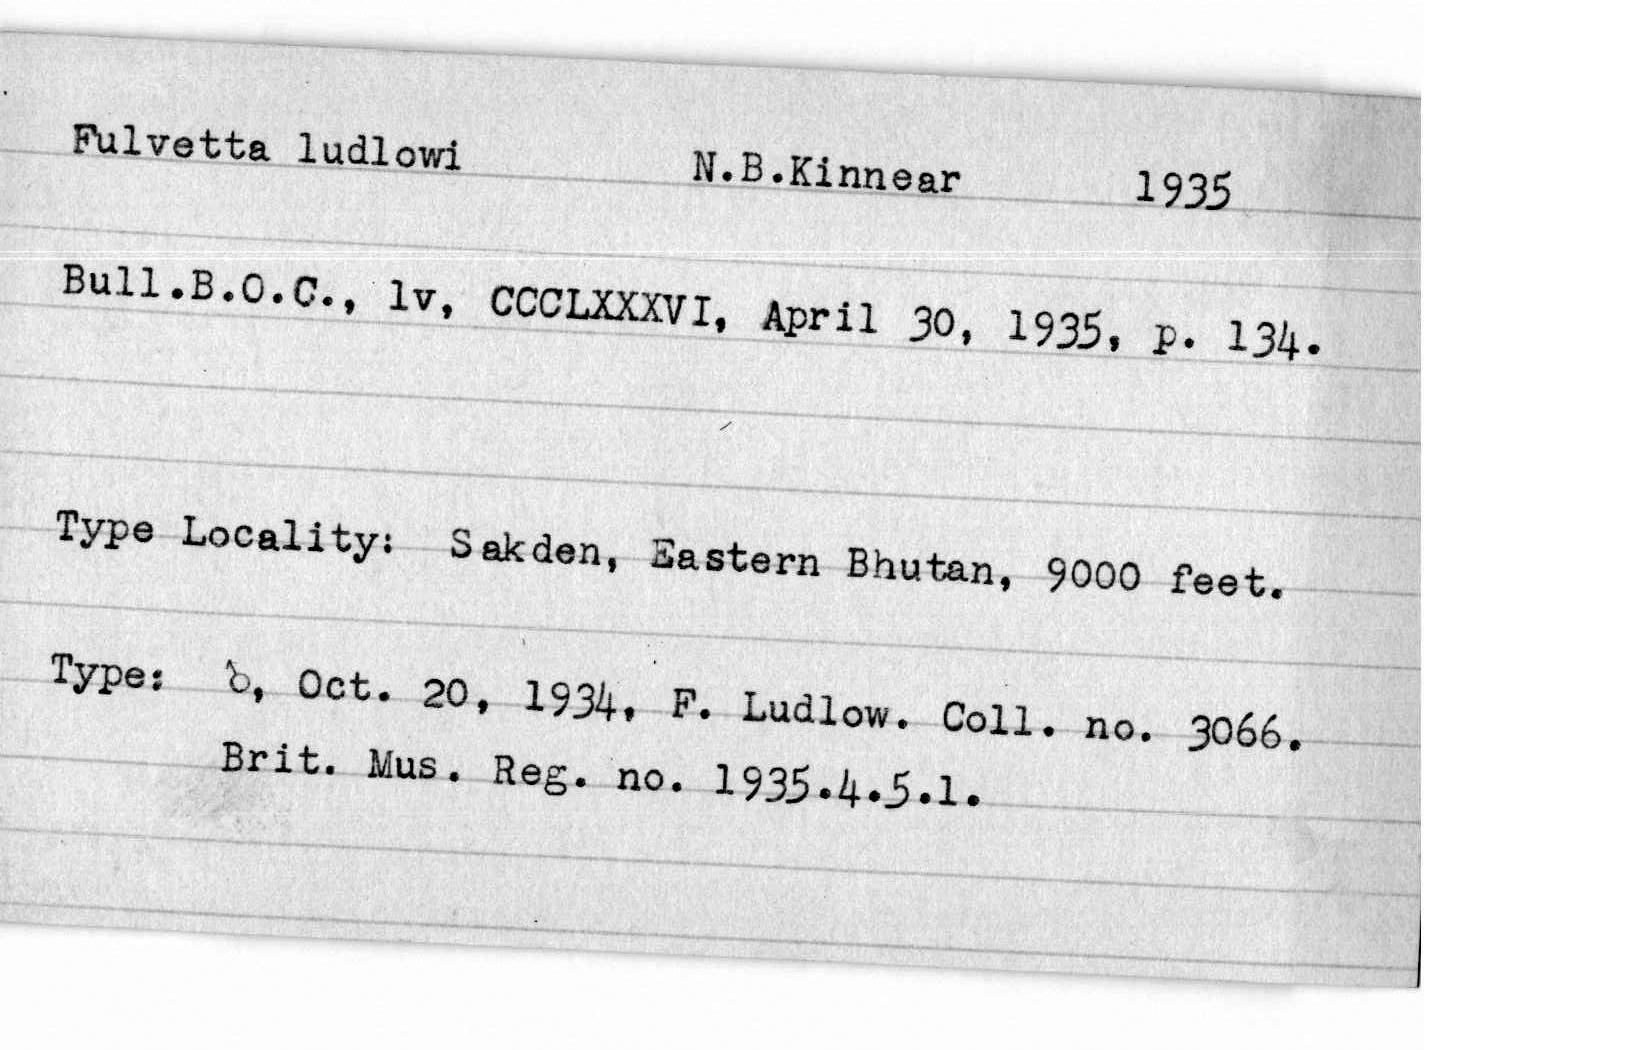 Fulvetta ludlowi N.B.Kinnear 1935
Bull.B.O.C., lv, CCCLXXXVI, April 30, 1935, p. 134.
Type Locality: Sakden, Eastern Bhutan, 9000 feet.
Type: ♂, Oct. 20, 1934, F. Ludlow. Coll. no. 3066.
Brit. Mus. Reg. no. 1935.4.5.1.